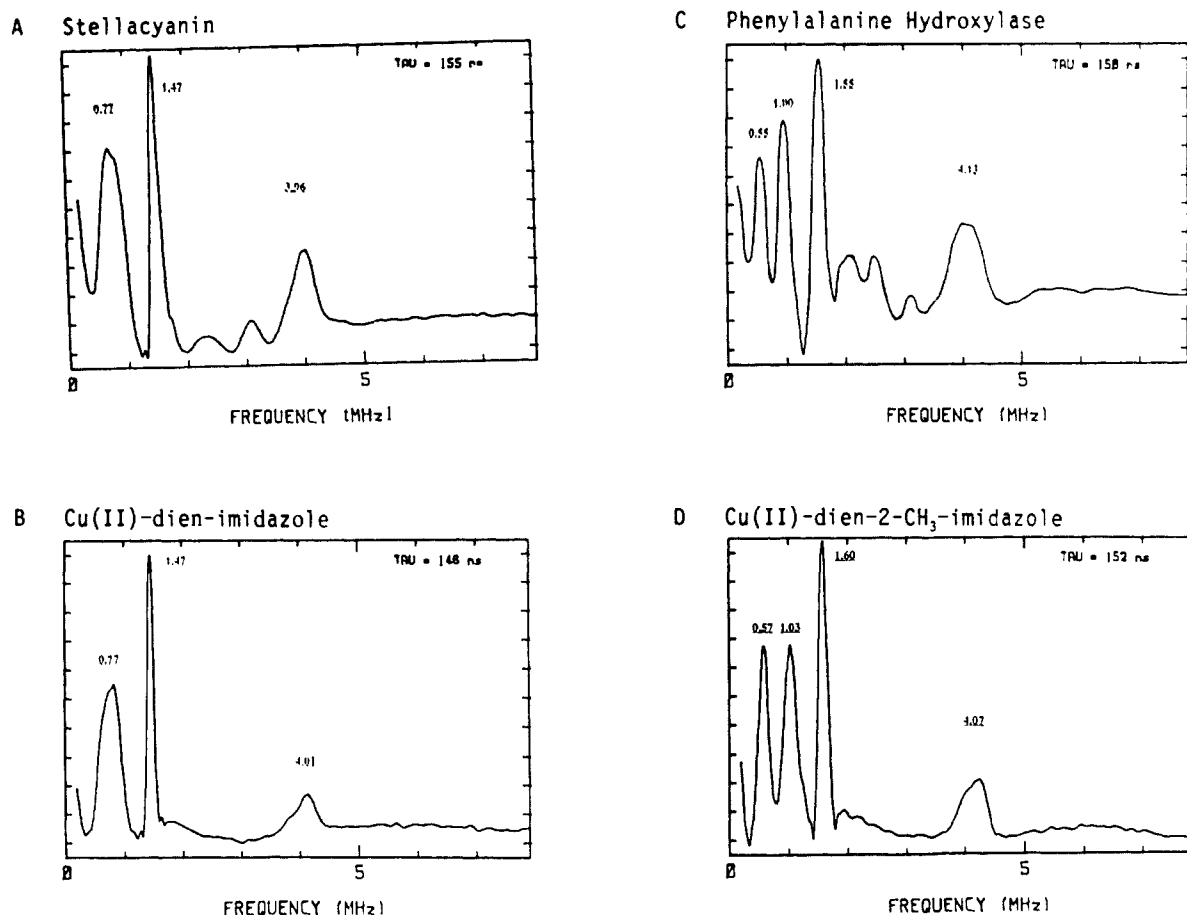 A Stellacyanin
TAU = 155 ns
0.77
1.47
3.96
0
5
FREQUENCY (MHz)
B Cu(II)-dien-imidazole
TAU = 146 ns
0.77
1.47
4.01
0
5
FREQUENCY (MHz)
C Phenylalanine Hydroxylase
TAU = 158 ns
0.55
1.00
1.55
4.13
0
5
FREQUENCY (MHz)
D Cu(II)-dien-2-CH₃-imidazole
TAU = 152 ns
0.57
1.03
1.60
4.07
0
5
FREQUENCY (MHz)